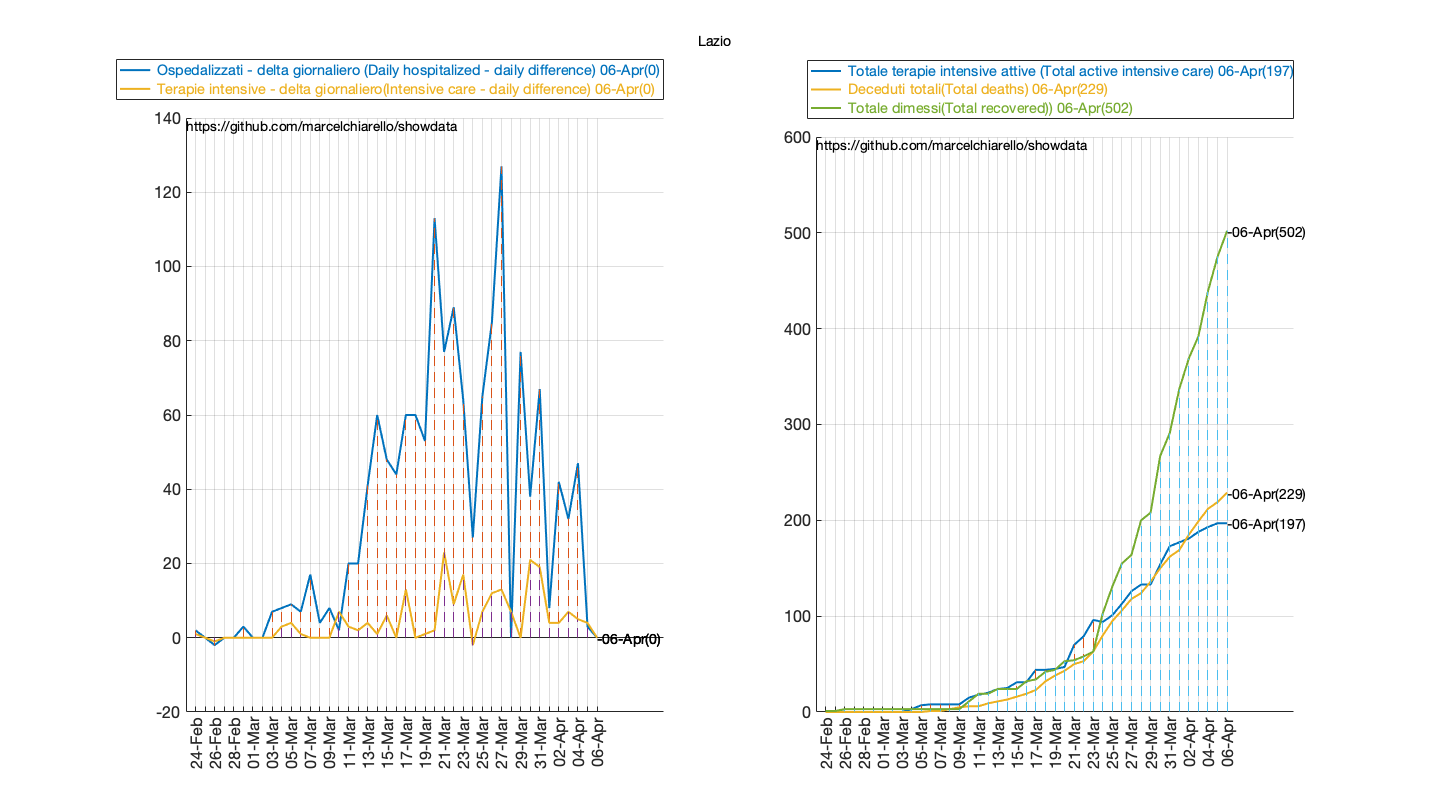 Lazio
Ospedalizzati - delta giornaliero (Daily hospitalized - daily difference) 06-Apr(0)
Terapie intensive - delta giornaliero(Intensive care - daily difference) 06-Apr(0)
140
https://github.com/marcelchiarello/showdata
120
100
80
60
40
20
0
-20
-06-Apr(0)
24-Feb
26-Feb
28-Feb
01-Mar
03-Mar
05-Mar
07-Mar
09-Mar
11-Mar
13-Mar
15-Mar
17-Mar
19-Mar
21-Mar
23-Mar
25-Mar
27-Mar
29-Mar
31-Mar
02-Apr
04-Apr
06-Apr
Totale terapie intensive attive (Total active intensive care) 06-Apr(197)
Deceduti totali(Total deaths) 06-Apr(229)
Totale dimessi(Total recovered)) 06-Apr(502)
600
https://github.com/marcelchiarello/showdata
500
400
300
200
100
0
-06-Apr(502)
-06-Apr(229)
-06-Apr(197)
24-Feb
26-Feb
28-Feb
01-Mar
03-Mar
05-Mar
07-Mar
09-Mar
11-Mar
13-Mar
15-Mar
17-Mar
19-Mar
21-Mar
23-Mar
25-Mar
27-Mar
29-Mar
31-Mar
02-Apr
04-Apr
06-Apr